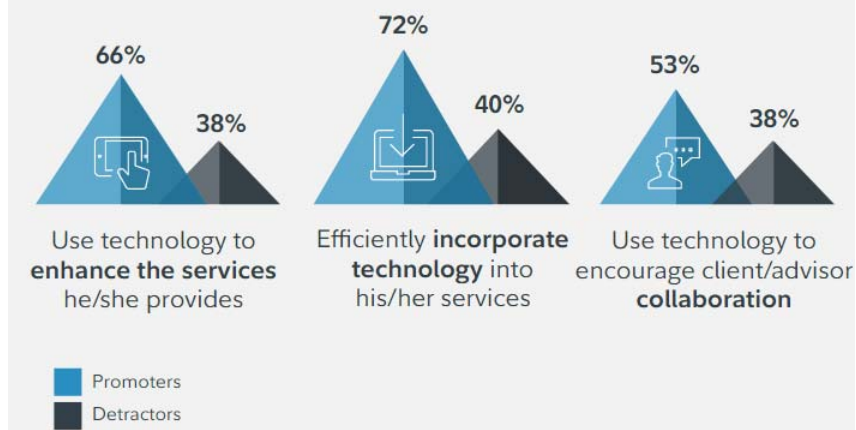 66%
38%
Use technology to
enhance the services
he/she provides
72%
40%
Efficiently incorporate
technology into
his/her services
53%
38%
Use technology to
encourage client/advisor
collaboration
Promoters
Detractors